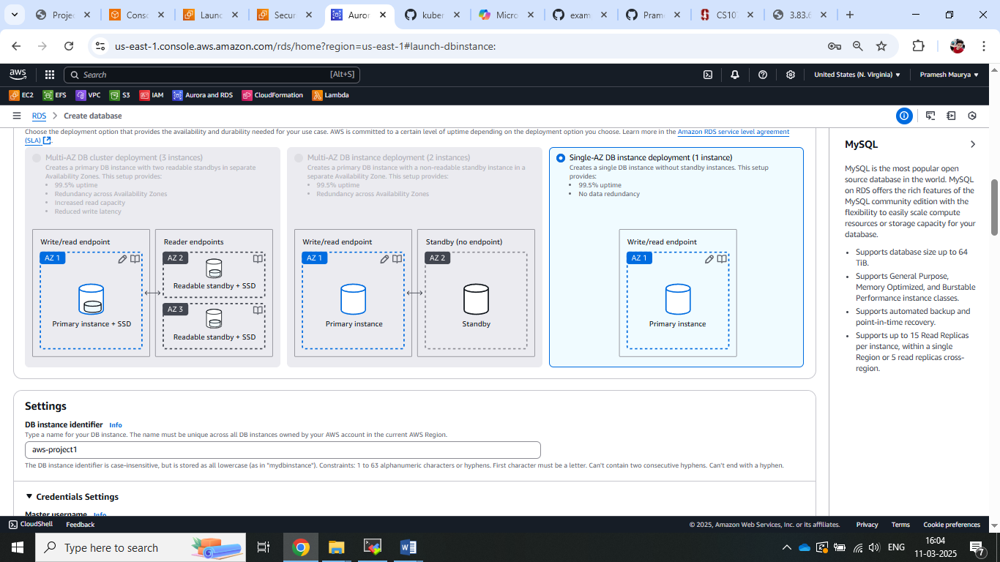 Proje
Conso
Launc
Secur
Auror
kuber
Micro
exam
Prame
CS107
3.83.6
us-east-1.console.aws.amazon.com/rds/home?region=us-east-1#launch-dbinstance:
aws
Search
[Alt+S]
United States (N. Virginia)
Pramesh Maurya
EC2
EFS
VPC
S3
IAM
Aurora and RDS
CloudFormation
Lambda
RDS
Create database
Choose the deployment option that provides the availability and durability needed for your use case. AWS is committed to a certain level of uptime depending on the deployment option you choose. Learn more in the Amazon RDS service level agreement
(SLA).
Multi-AZ DB cluster deployment (3 instances)
Creates a primary DB instance with two readable standbys in separate
Availability Zones. This setup provides:
• 99.5% uptime
• Redundancy across Availability Zones
• Increased read capacity
• Reduced write latency
Write/read endpoint
AZ 1
Primary instance + SSD
Reader endpoints
AZ 2
Readable standby + SSD
AZ 3
Readable standby + SSD
Multi-AZ DB instance deployment (2 instances)
Creates a primary DB instance with a non-readable standby instance in a
separate Availability Zone. This setup provides:
• 99.5% uptime
• Redundancy across Availability Zones
Write/read endpoint
AZ 1
Primary instance
Standby (no endpoint)
AZ 2
Standby
Single-AZ DB instance deployment (1 instance)
Creates a single DB instance without standby instances. This setup
provides:
• 99.5% uptime
• No data redundancy
Write/read endpoint
AZ 1
Primary instance
Settings
DB instance identifier Info
Type a name for your DB instance. The name must be unique across all DB instances owned by your AWS account in the current AWS Region.
aws-project1
The DB instance identifier is case-insensitive, but is stored as all lowercase (as in "mydbinstance"). Constraints: 1 to 63 alphanumeric characters or hyphens. First character must be a letter. Can't contain two consecutive hyphens. Can't end with a hyphen.
Credentials Settings
Master username Info
MySQL
MySQL is the most popular open
source database in the world. MySQL
on RDS offers the rich features of the
MySQL community edition with the
flexibility to easily scale compute
resources or storage capacity for your
database.
• Supports database size up to 64
TiB.
• Supports General Purpose,
Memory Optimized, and Burstable
Performance instance classes.
• Supports automated backup and
point-in-time recovery.
• Supports up to 15 Read Replicas
per instance, within a single
Region or 5 read replicas cross-
region.
CloudShell
Feedback
© 2025, Amazon Web Services, Inc. or its affiliates.
Privacy
Terms
Cookie preferences
Type here to search
ENG
16:04
11-03-2025
7